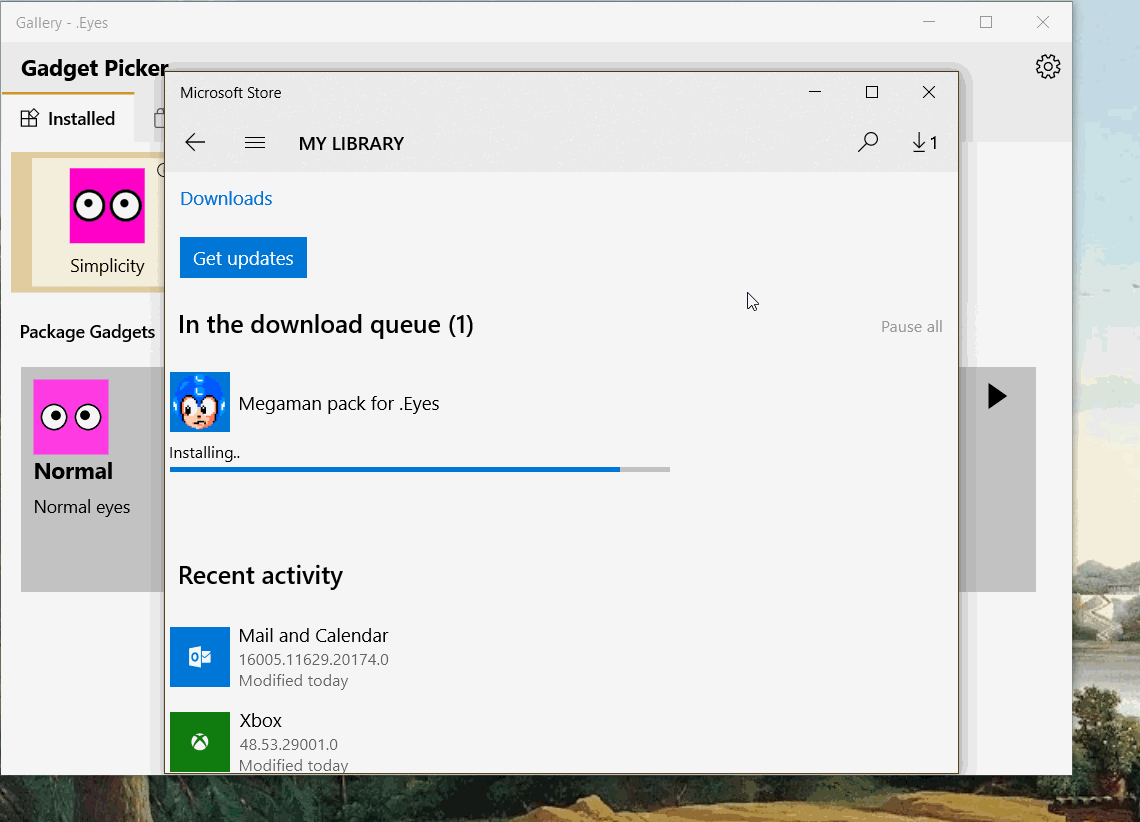 Gallery - .Eyes
Gadget Picker
Installed
Simplicity
Package Gadgets
Normal
Normal eyes
Microsoft Store
MY LIBRARY
1
Downloads
Get updates
In the download queue (1)
Pause all
Megaman pack for .Eyes
Installing..
Recent activity
Mail and Calendar
16005.11629.20174.0
Modified today
Xbox
48.53.29001.0
Modified today